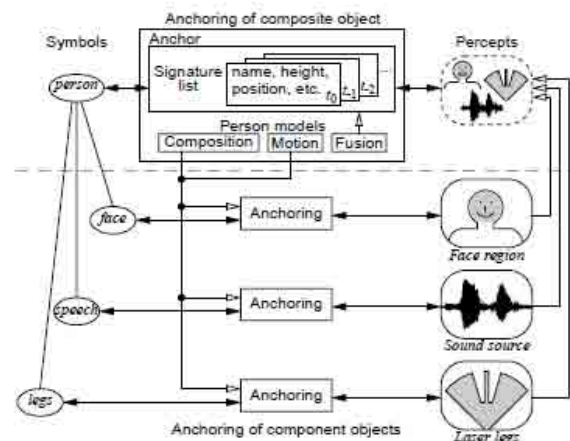 Anchoring of composite object
Symbols
Percepts
Anchor
person
Signature
list
name, height,
position, etc.
t0
t-1
t-2
...
Person models
Composition
Motion
Fusion
face
Anchoring
Face region
speech
Anchoring
Sound source
legs
Anchoring
Laser legs
Anchoring of component objects